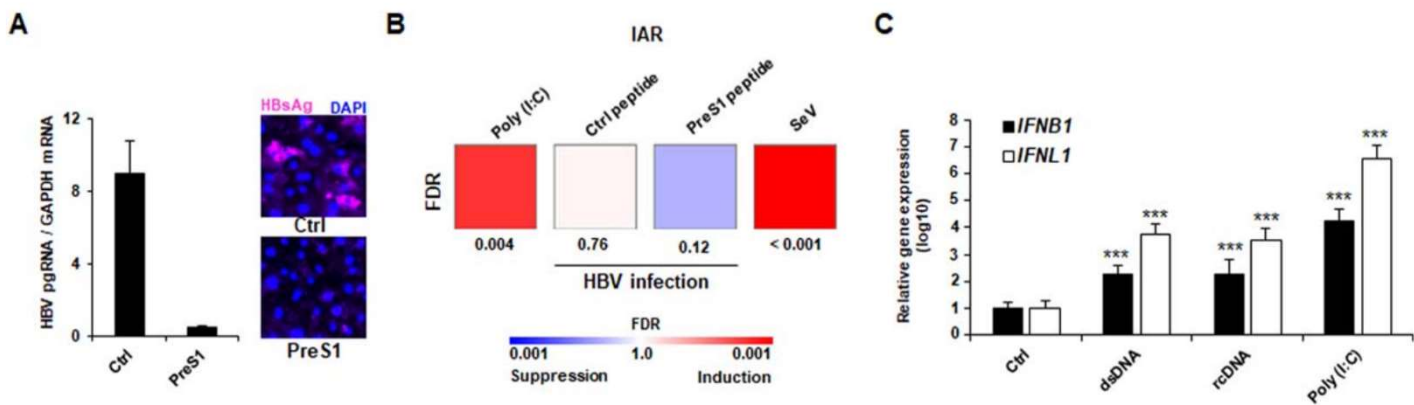 A
HBV pgRNA / GAPDH mRNA
12
8
4
0
Ctrl
PreS1
HBsAg DAPI
Ctrl
PreS1
B
IAR
Poly (I:C)
Ctrl peptide
PreS1 peptide
SeV
FDR
0.004 0.76 0.12 < 0.001
HBV infection
FDR
0.001 1.0 0.001
Suppression Induction
C
Relative gene expression
(log10)
8
7
6
5
4
3
2
1
0
IFNB1
IFNL1
***
***
***
***
***
***
Ctrl
dsDNA
rcDNA
Poly (I:C)